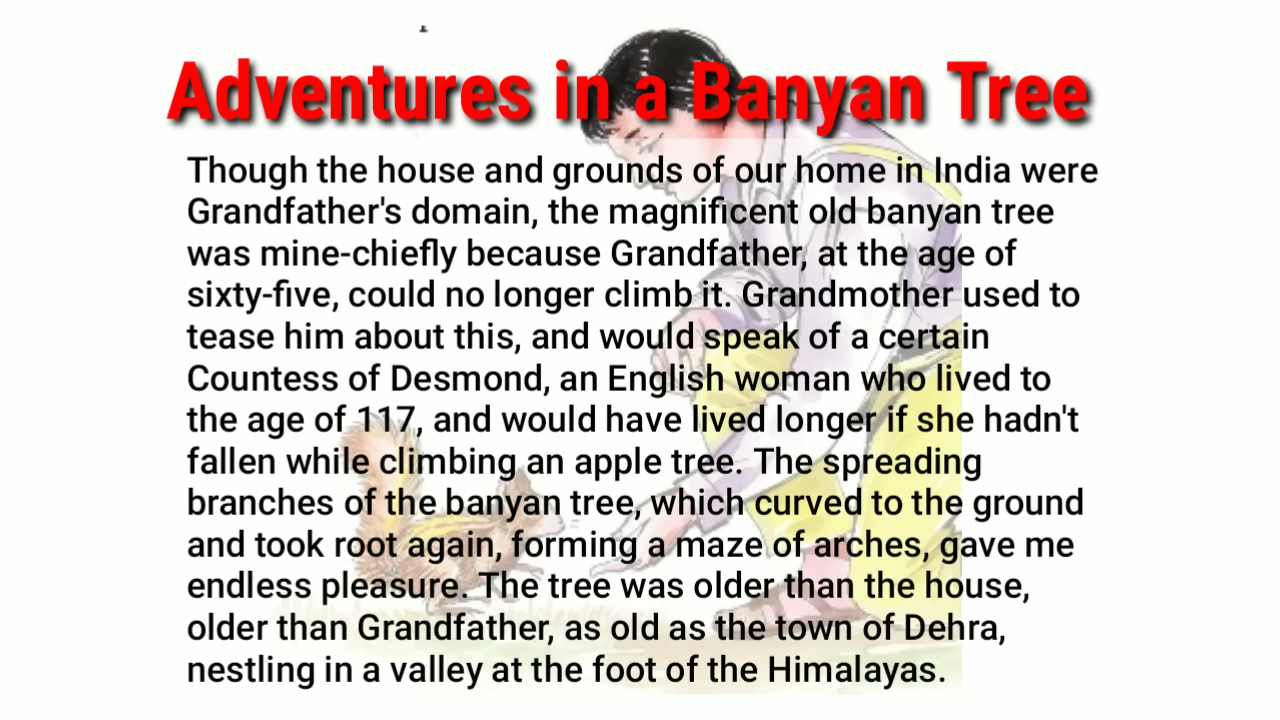 Adventures in a Banyan Tree
Though the house and grounds of our home in India were
Grandfather's domain, the magnificent old banyan tree
was mine-chiefly because Grandfather, at the age of
sixty-five, could no longer climb it. Grandmother used to
tease him about this, and would speak of a certain
Countess of Desmond, an English woman who lived to
the age of 117, and would have lived longer if she hadn't
fallen while climbing an apple tree. The spreading
branches of the banyan tree, which curved to the ground
and took root again, forming a maze of arches, gave me
endless pleasure. The tree was older than the house,
older than Grandfather, as old as the town of Dehra,
nestling in a valley at the foot of the Himalayas.